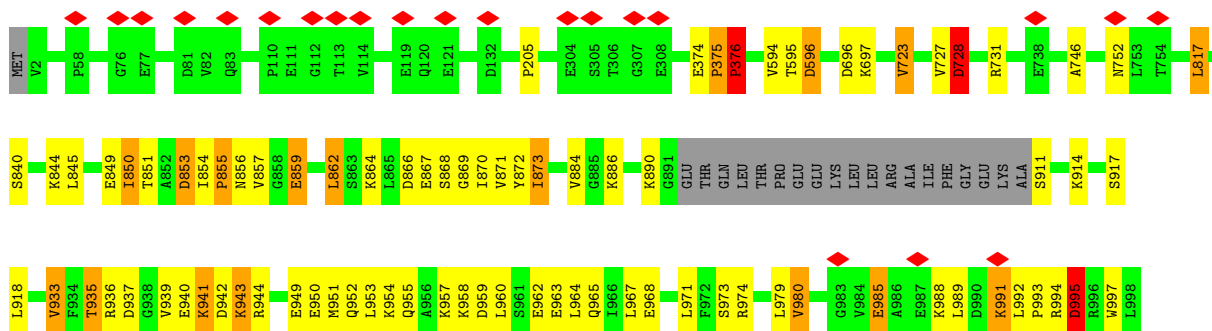 MET V2 P58 G76 E77 D81 V82 Q83 P110 E111 G112 T113 V114 E119 Q120 E121 D132 P205 E304 S305 T306 G307 E308 E374 P375 P376 V594 T595 D596 D696 K697 V723 V727 D728 R731 E738 A746 N752 L753 T754 L817
S840 K844 L845 E849 I850 T851 A852 D853 I854 P855 N856 V857 G858 E859 L862 S863 K864 L865 D866 E867 S868 G869 I870 V871 Y872 I873 V884 G885 K886 K890 G891 GLU THR GLN LEU LEU THR PRO GLU GLU LYS LEU LEU ARG ALA ILE PHE GLY GLU LYS ALA S911 K914 S917
L918 V933 F934 T935 R936 D937 G938 V939 E940 K941 D942 K943 R944 E949 E950 M951 Q952 L953 K954 Q955 A956 K957 K958 D959 L960 S961 E962 E963 L964 Q965 I966 L967 E968 L971 F972 S973 R974 L979 V980 G983 V984 E985 A986 E987 K988 L989 D990 K991 L992 P993 R994 D995 R996 W997 L998